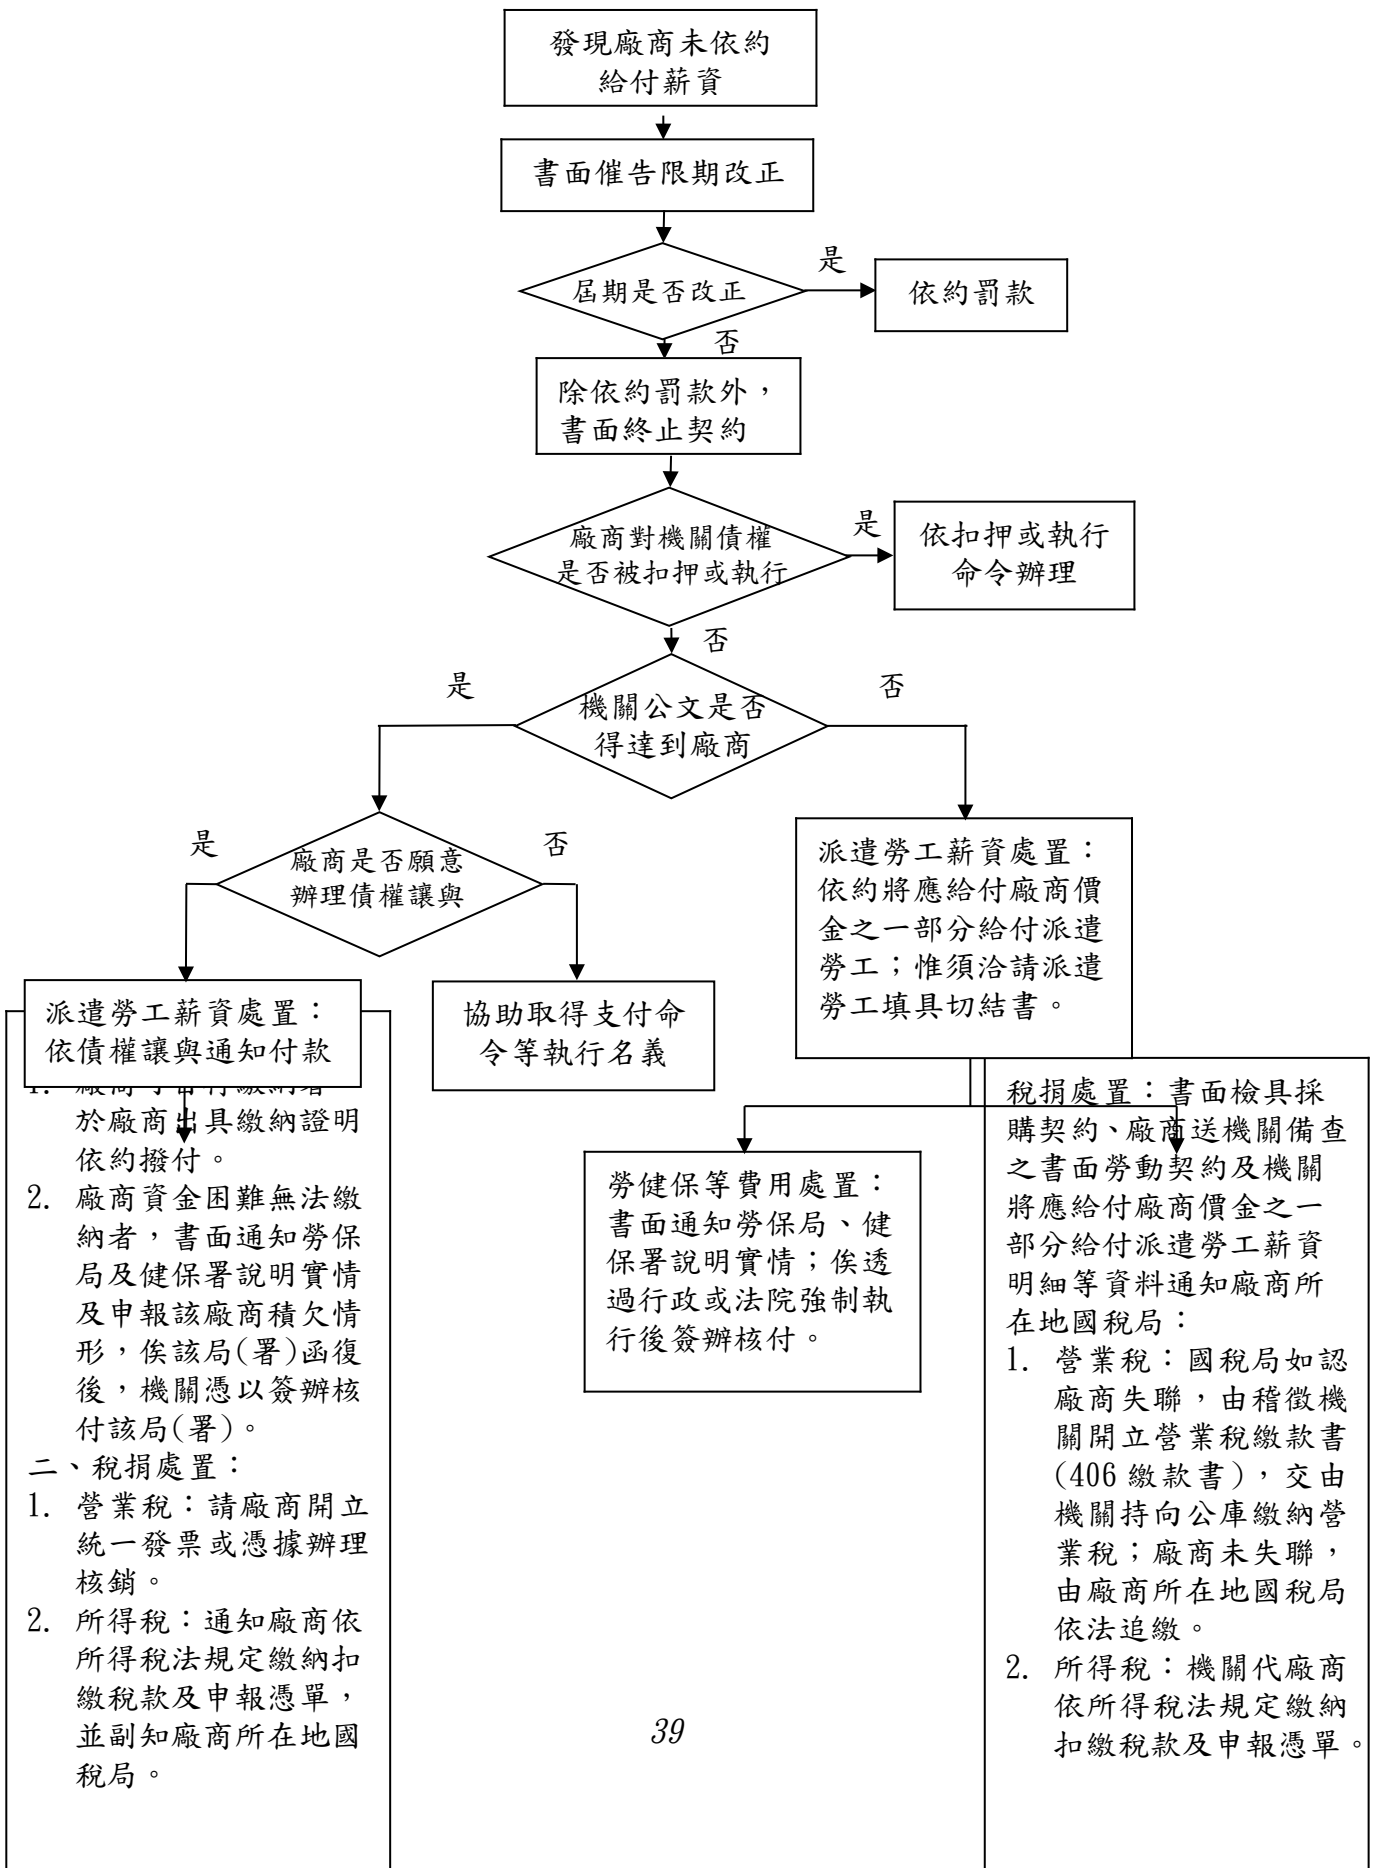 發現廠商未依約
給付薪資
書面催告限期改正
屆期是否改正
是
依約罰款
否
除依約罰款外，
書面終止契約
廠商對機關債權
是否被扣押或執行
是
依扣押或執行
命令辦理
否
機關公文是否
得達到廠商
是
否
廠商是否願意
辦理債權讓與
是
否
派遣勞工薪資處置：
依約將應給付廠商價
金之一部分給付派遣
勞工；惟須洽請派遣
勞工填具切結書。
派遣勞工薪資處置：
依債權讓與通知付款
協助取得支付命
令等執行名義
於廠商出具繳納證明
依約撥付。
2. 廠商資金困難無法繳
納者，書面通知勞保
局及健保署說明實情
及申報該廠商積欠情
形，俟該局(署)函復
後，機關憑以簽辦核
付該局(署)。
二、稅捐處置：
1. 營業稅：請廠商開立
統一發票或憑據辦理
核銷。
2. 所得稅：通知廠商依
所得稅法規定繳納扣
繳稅款及申報憑單，
並副知廠商所在地國
稅局。
勞健保等費用處置：
書面通知勞保局、健
保署說明實情；俟透
過行政或法院強制執
行後簽辦核付。
稅捐處置：書面檢具採
購契約、廠商送機關備查
之書面勞動契約及機關
將應給付廠商價金之一
部分給付派遣勞工薪資
明細等資料通知廠商所
在地國稅局：
1. 營業稅：國稅局如認
廠商失聯，由稽徵機
關開立營業稅繳款書
(406 繳款書)，交由
機關持向公庫繳納營
業稅；廠商未失聯，
由廠商所在地國稅局
依法追繳。
2. 所得稅：機關代廠商
依所得稅法規定繳納
扣繳稅款及申報憑單。
39